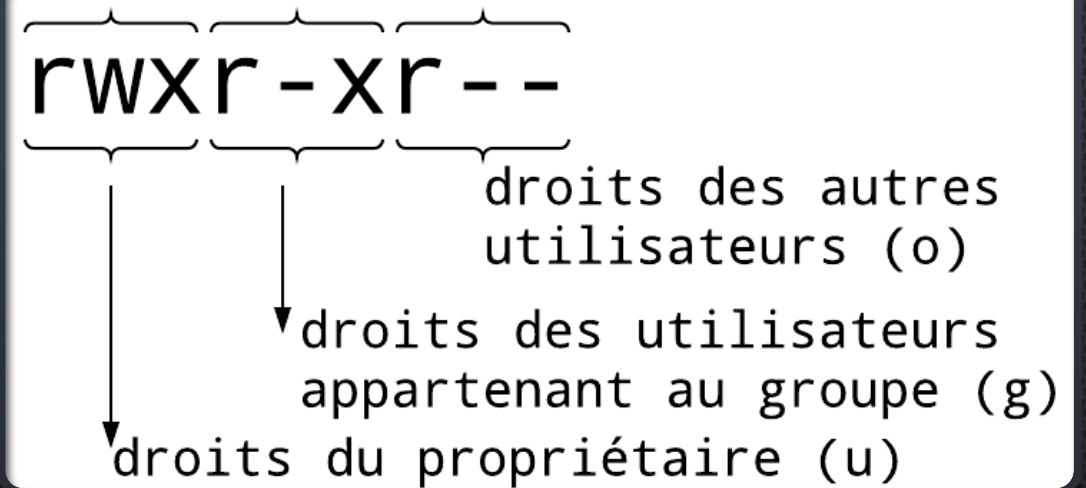 rwxr-xr--
droits des autres
utilisateurs (o)
droits des utilisateurs
appartenant au groupe (g)
droits du propriétaire (u)